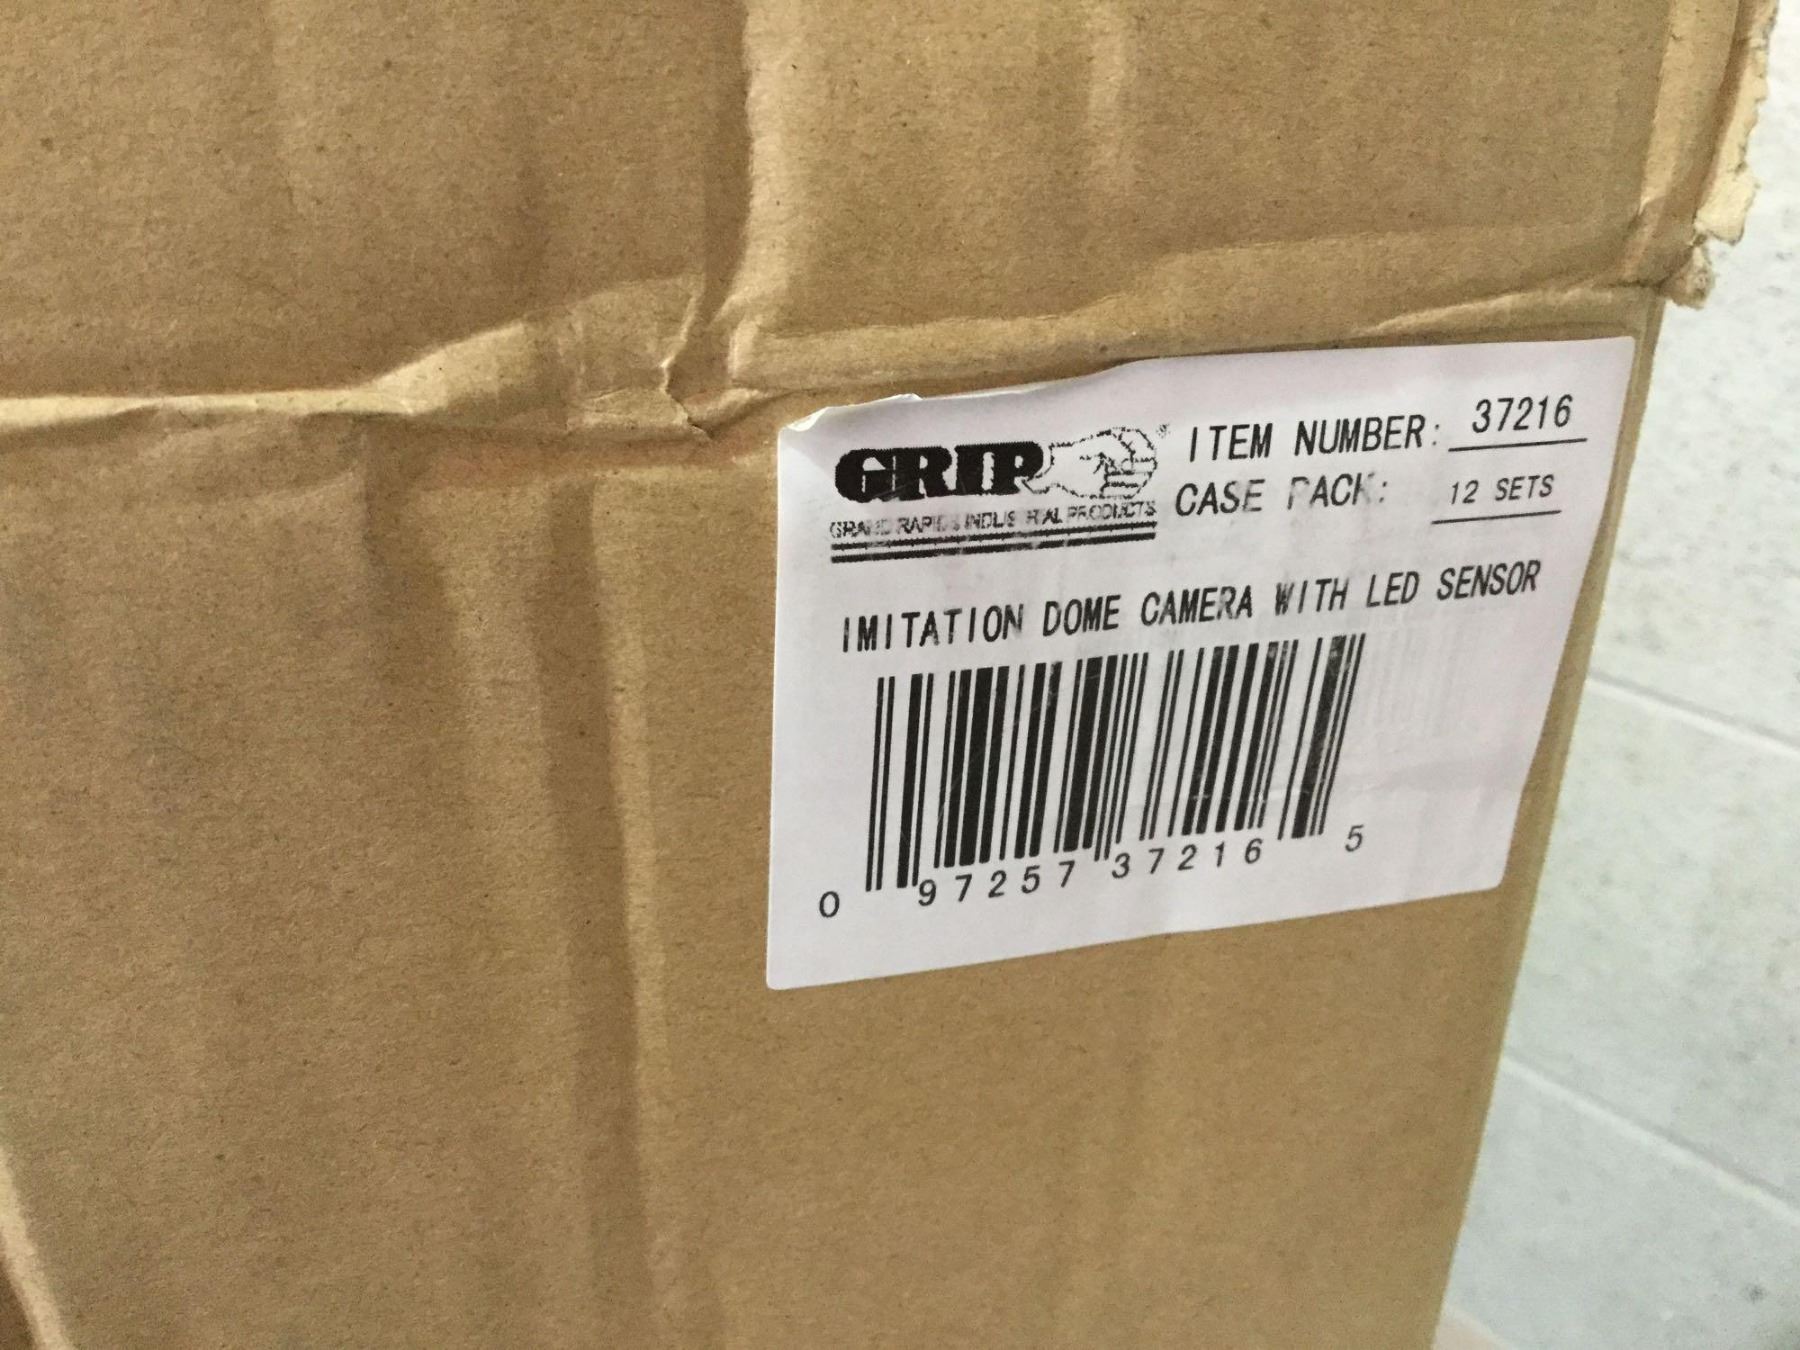 GRIP®
GRAND RAPIDS INDUSTRIAL PRODUCTS
ITEM NUMBER: 37216
CASE PACK: 12 SETS
IMITATION DOME CAMERA WITH LED SENSOR
0 97257 37216 5